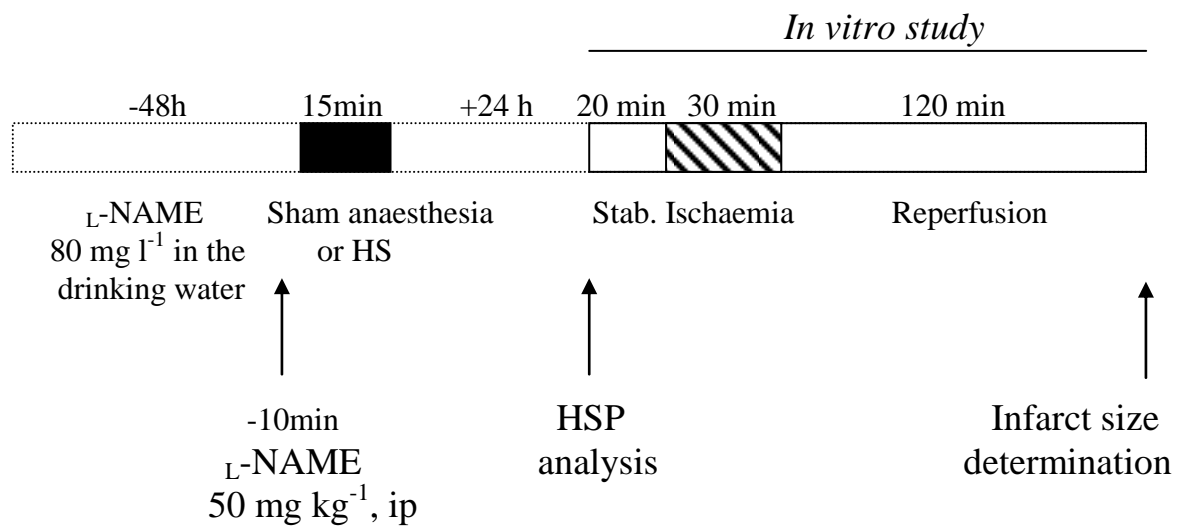 In vitro study
-48h 15min +24 h 20 min 30 min 120 min
L-NAME Sham anaesthesia Stab. Ischaemia Reperfusion
80 mg l-1 in the or HS
drinking water
-10min HSP Infarct size
L-NAME analysis determination
50 mg kg-1, ip